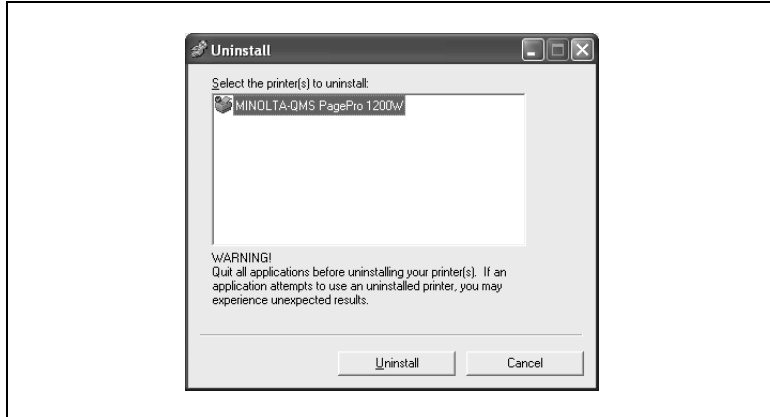 Uninstall
Select the printer(s) to uninstall:
MINOLTA-QMS PagePro 1200W
WARNING!
Quit all applications before uninstalling your printer(s). If an
application attempts to use an uninstalled printer, you may
experience unexpected results.
Uninstall
Cancel